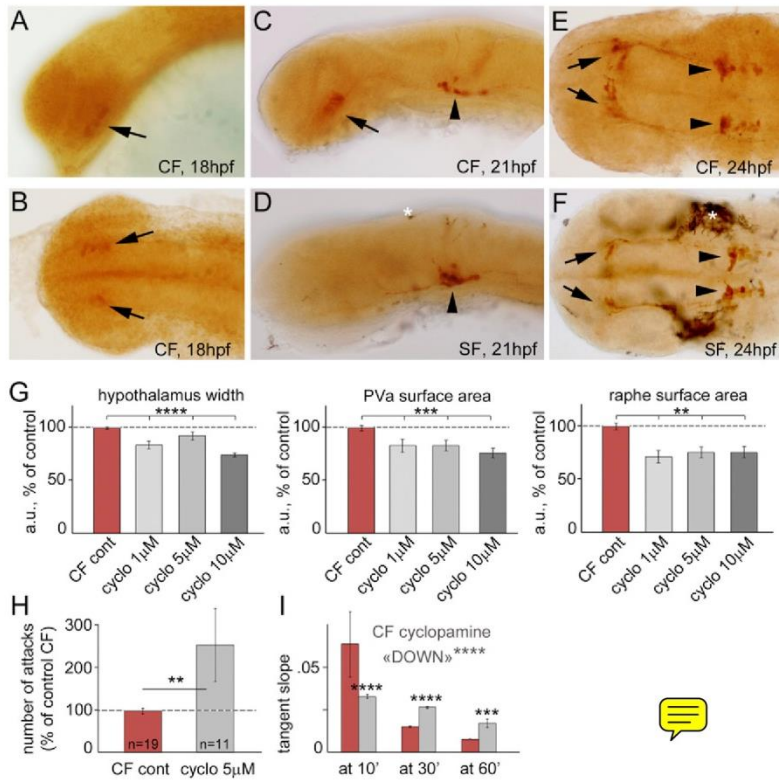 A
CF, 18hpf
B
CF, 18hpf
C
CF, 21hpf
D
*
SF, 21hpf
E
CF, 24hpf
F
*
SF, 24hpf
G
hypothalamus width
****
a.u., % of control
100
50
0
CF cont
cyclo 1µM
cyclo 5µM
cyclo 10µM
PVa surface area
***
a.u., % of control
100
50
0
CF cont
cyclo 1µM
cyclo 5µM
cyclo 10µM
raphe surface area
**
a.u., % of control
100
50
0
CF cont
cyclo 1µM
cyclo 5µM
cyclo 10µM
H
number of attacks
(% of control CF)
300
200
100
0
**
n=19
n=11
CF cont
cyclo 5µM
I
tangent slope
.05
0
CF cyclopamine
«DOWN»****
****
****
***
at 10'
at 30'
at 60'